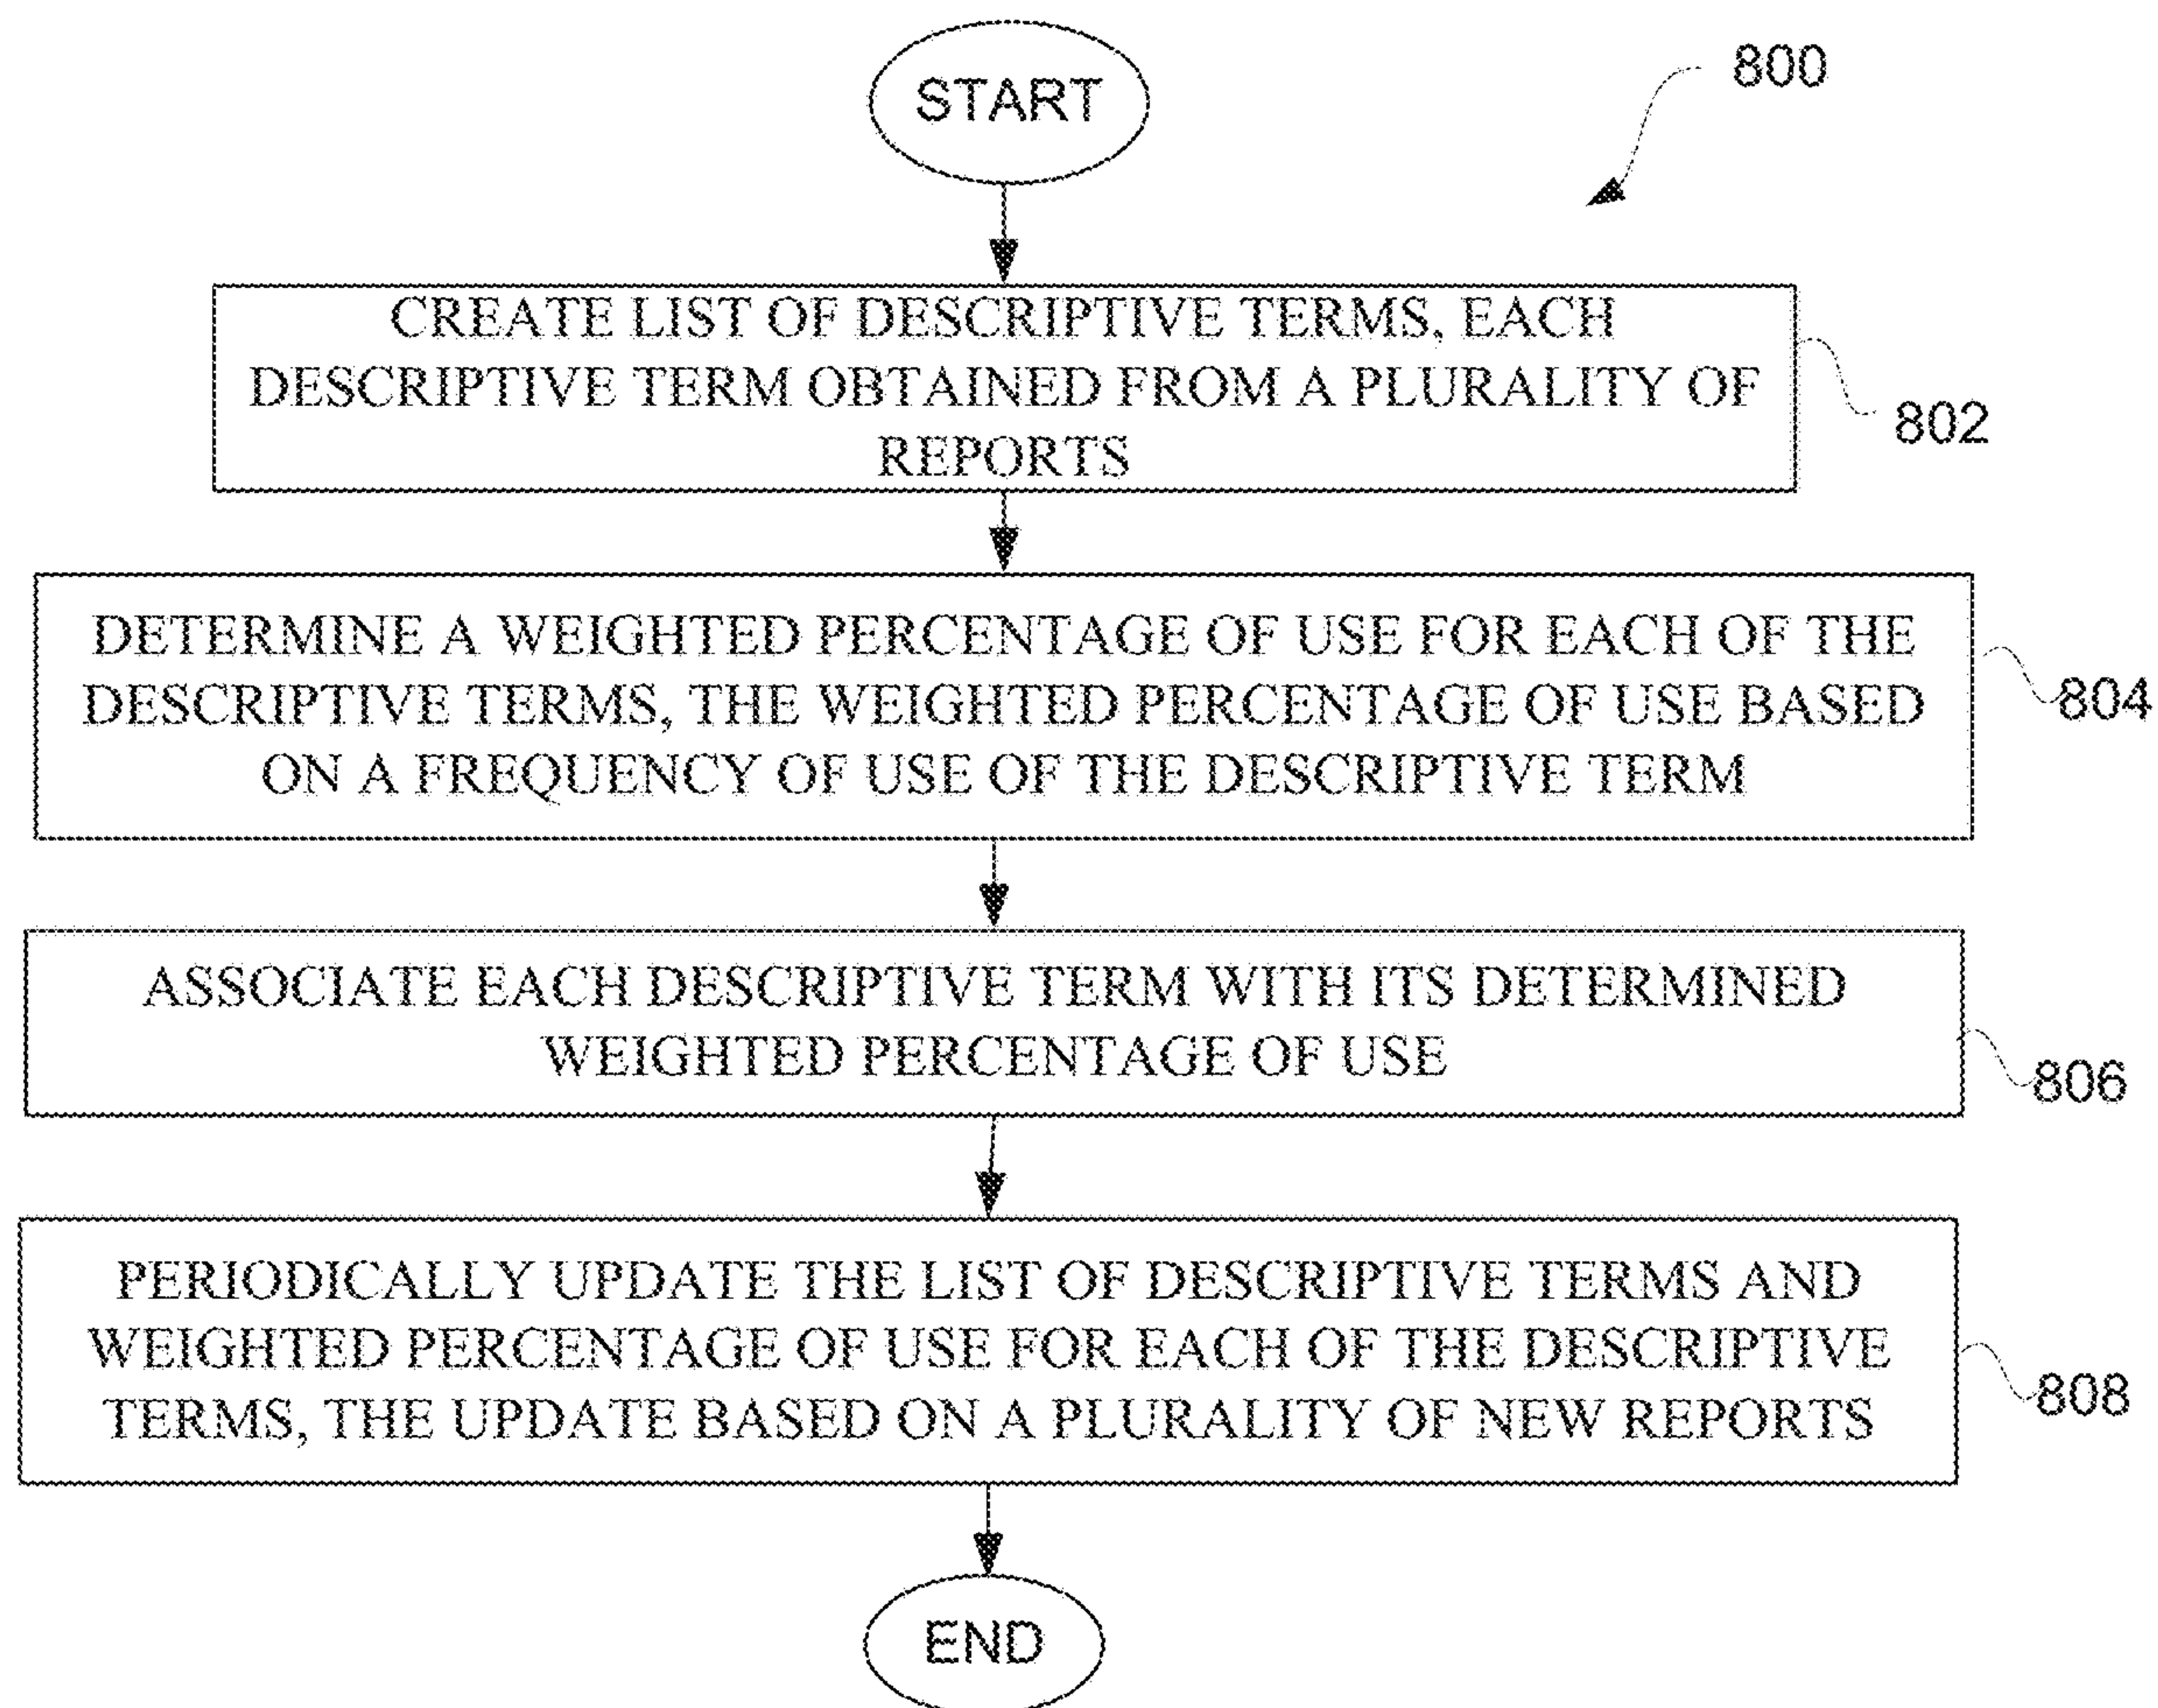 START
800
CREATE LIST OF DESCRIPTIVE TERMS, EACH
DESCRIPTIVE TERM OBTAINED FROM A PLURALITY OF
REPORTS
802
DETERMINE A WEIGHTED PERCENTAGE OF USE FOR EACH OF THE
DESCRIPTIVE TERMS, THE WEIGHTED PERCENTAGE OF USE BASED
ON A FREQUENCY OF USE OF THE DESCRIPTIVE TERM
804
ASSOCIATE EACH DESCRIPTIVE TERM WITH ITS DETERMINED
WEIGHTED PERCENTAGE OF USE
806
PERIODICALLY UPDATE THE LIST OF DESCRIPTIVE TERMS AND
WEIGHTED PERCENTAGE OF USE FOR EACH OF THE DESCRIPTIVE
TERMS, THE UPDATE BASED ON A PLURALITY OF NEW REPORTS
808
END